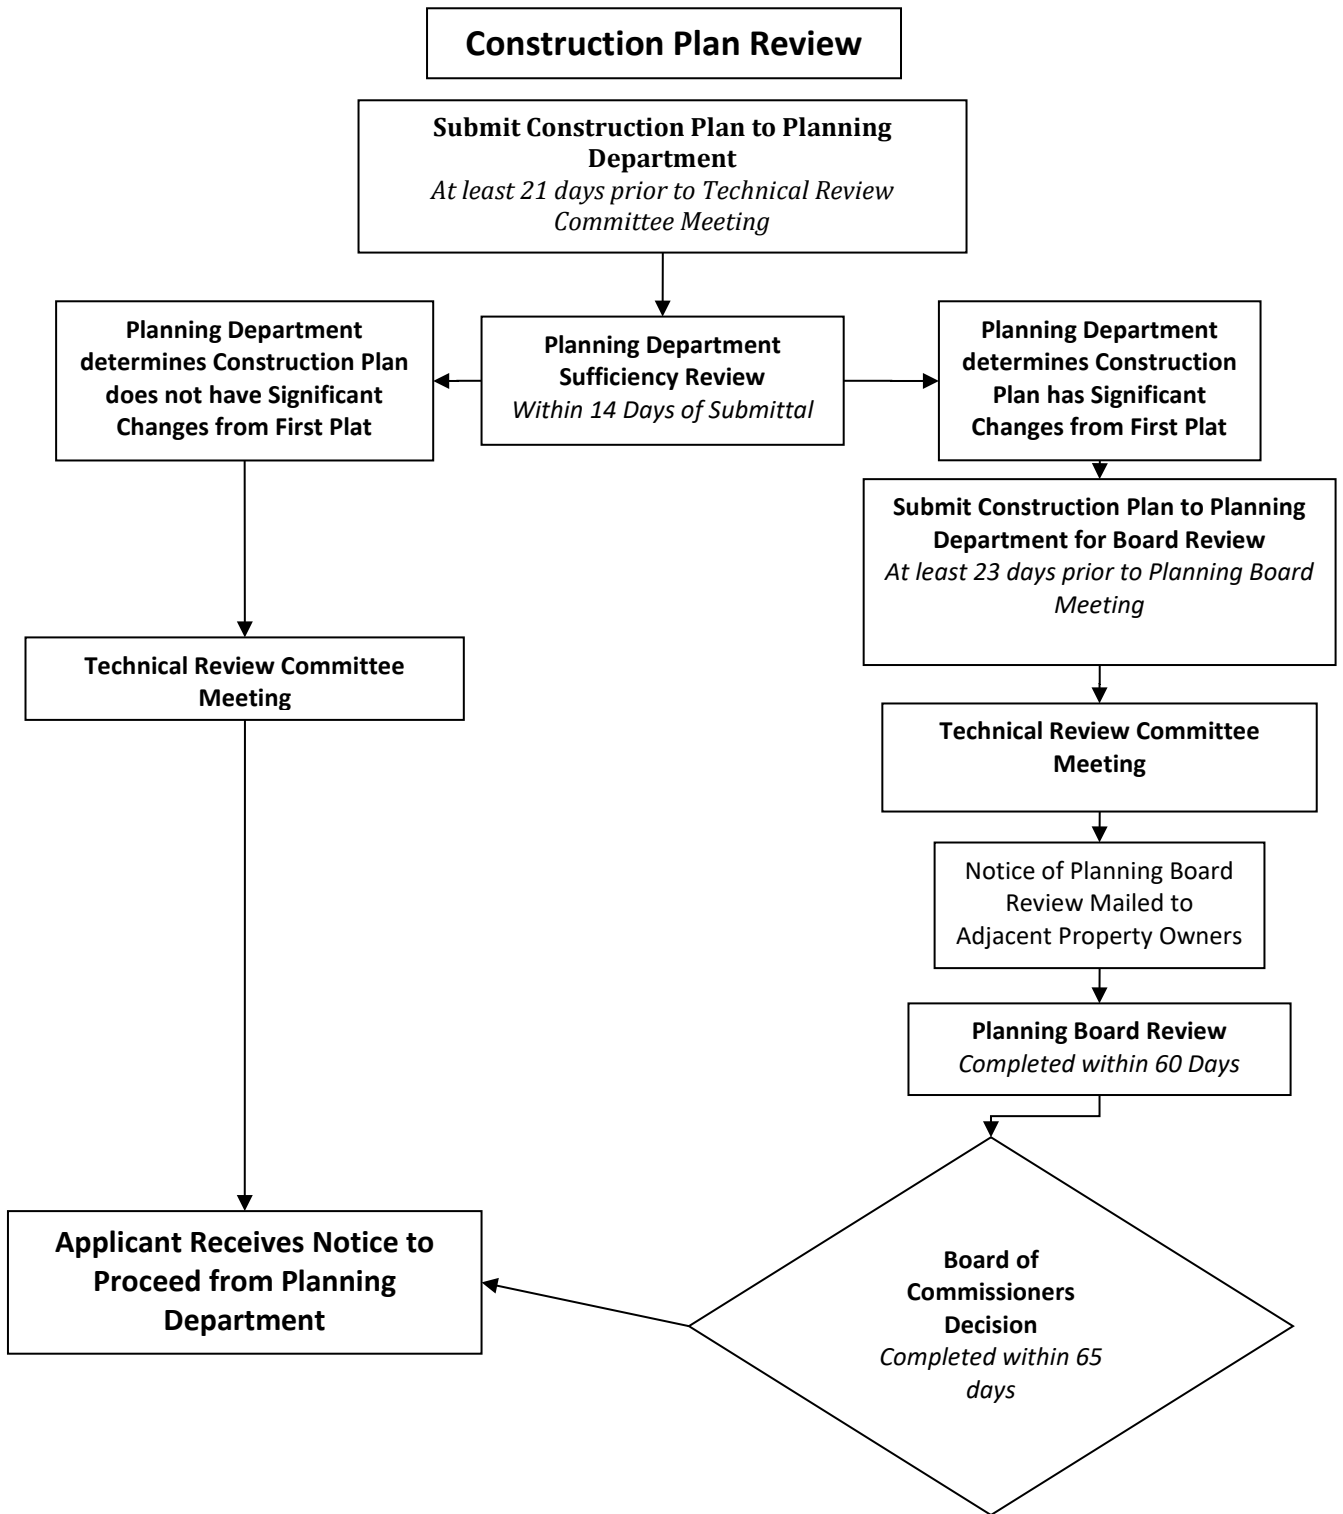 Construction Plan Review
Submit Construction Plan to Planning
Department
At least 21 days prior to Technical Review
Committee Meeting
Planning Department
determines Construction Plan
does not have Significant
Changes from First Plat
Planning Department
Sufficiency Review
Within 14 Days of Submittal
Planning Department
determines Construction
Plan has Significant
Changes from First Plat
Submit Construction Plan to Planning
Department for Board Review
At least 23 days prior to Planning Board
Meeting
Technical Review Committee
Meeting
Technical Review Committee
Meeting
Notice of Planning Board
Review Mailed to
Adjacent Property Owners
Planning Board Review
Completed within 60 Days
Applicant Receives Notice to
Proceed from Planning
Department
Board of
Commissioners
Decision
Completed within 65
days